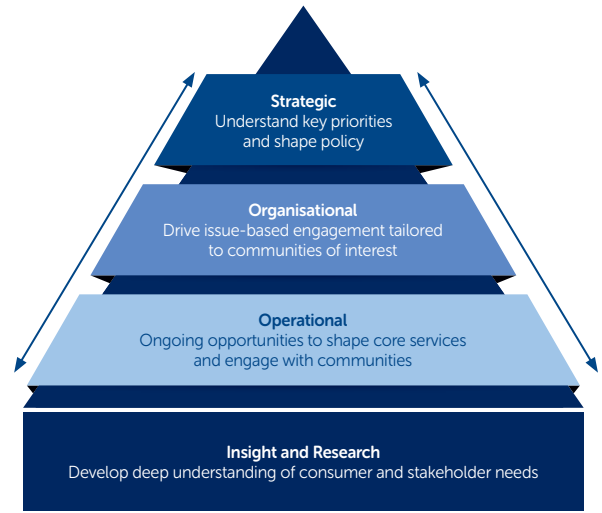 Strategic
Understand key priorities
and shape policy
Organisational
Drive issue-based engagement tailored
to communities of interest
Operational
Ongoing opportunities to shape core services
and engage with communities
Insight and Research
Develop deep understanding of consumer and stakeholder needs